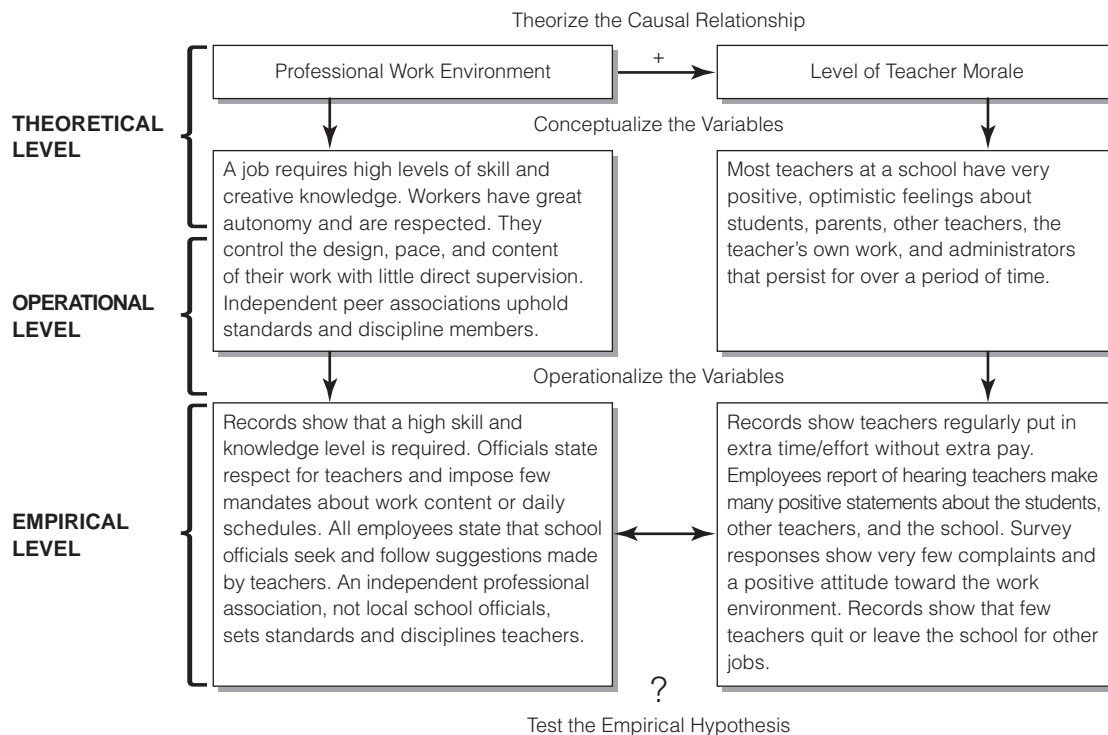 Theorize the Causal Relationship
Professional Work Environment
+
Level of Teacher Morale
THEORETICAL
LEVEL
Conceptualize the Variables
A job requires high levels of skill and
creative knowledge. Workers have great
autonomy and are respected. They
control the design, pace, and content
of their work with little direct supervision.
Independent peer associations uphold
standards and discipline members.
Most teachers at a school have very
positive, optimistic feelings about
students, parents, other teachers, the
teacher's own work, and administrators
that persist for over a period of time.
OPERATIONAL
LEVEL
Operationalize the Variables
Records show that a high skill and
knowledge level is required. Officials state
respect for teachers and impose few
mandates about work content or daily
schedules. All employees state that school
officials seek and follow suggestions made
by teachers. An independent professional
association, not local school officials,
sets standards and disciplines teachers.
Records show teachers regularly put in
extra time/effort without extra pay.
Employees report of hearing teachers make
many positive statements about the students,
other teachers, and the school. Survey
responses show very few complaints and
a positive attitude toward the work
environment. Records show that few
teachers quit or leave the school for other
jobs.
EMPIRICAL
LEVEL
?
Test the Empirical Hypothesis